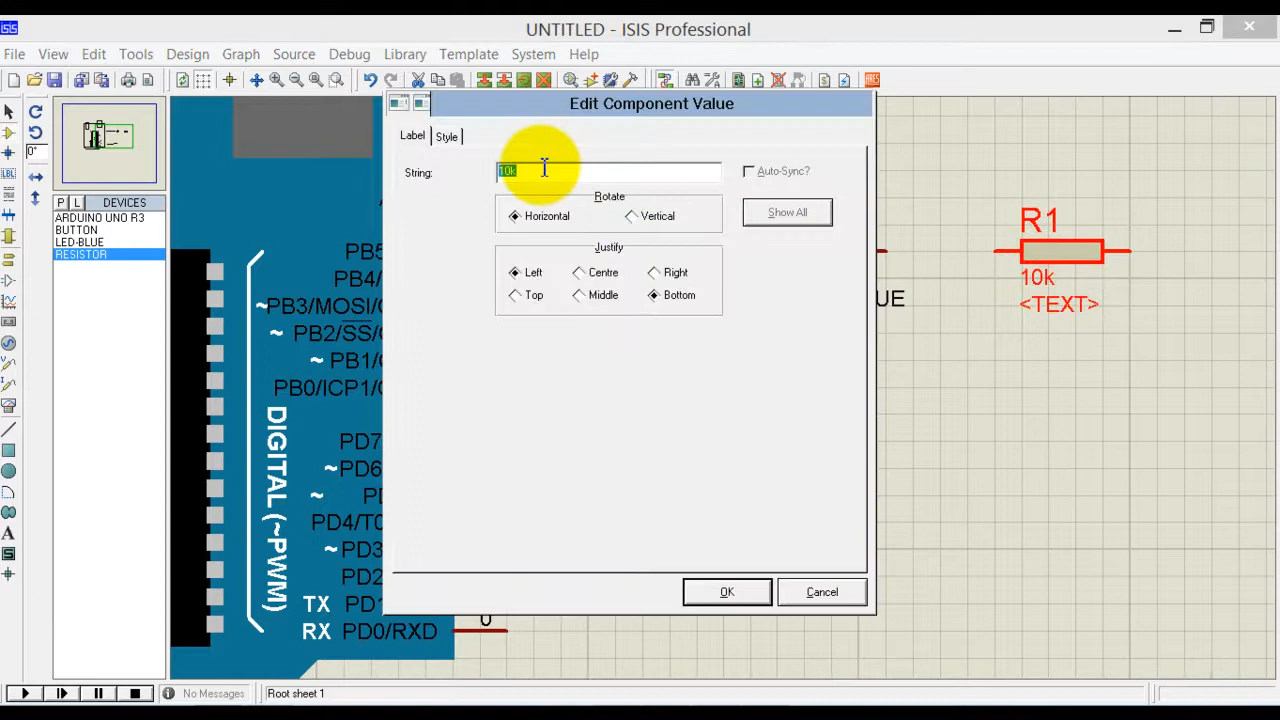 UNTITLED - ISIS Professional
File View Edit Tools Design Graph Source Debug Library Template System Help
Edit Component Value
Label Style
String: 10k Auto-Sync?
Rotate
Horizontal Vertical
Show All
Justify
Left Centre Right
Top Middle Bottom
OK Cancel
0°
LBL
P L DEVICES
ARDUINO UNO R3
BUTTON
LED-BLUE
RESISTOR
PB5
PB4/
~PB3/MOSI/
~ PB2/SS/
~ PB1/
PB0/ICP1/
PD7
~PD6
~
PD4/T0
~PD3
PD2
TX PD1
RX PD0/RXD
0
DIGITAL (~PWM)
UE
R1
10k
<TEXT>
No Messages Root sheet 1